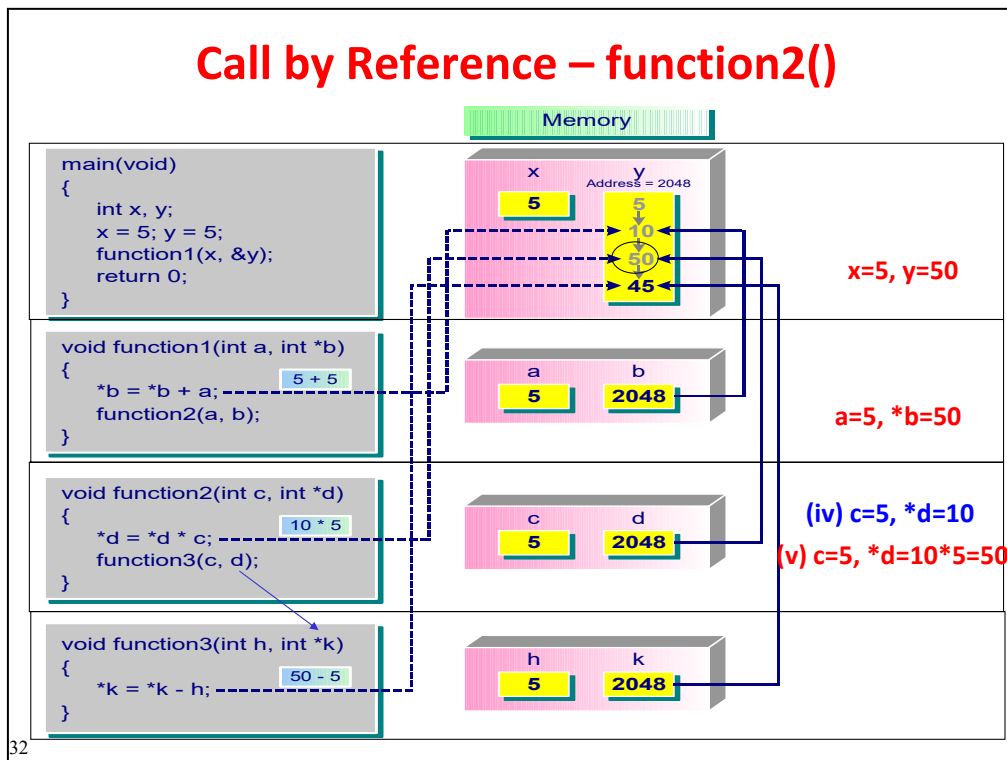 Call by Reference – function2()
Memory
main(void)
{
int x, y;
x = 5; y = 5;
function1(x, &y);
return 0;
}
x
y
Address = 2048
5
5
10
50
45
x=5, y=50
void function1(int a, int *b)
{
*b = *b + a;
5 + 5
function2(a, b);
}
a
b
5
2048
a=5, *b=50
void function2(int c, int *d)
{
*d = *d * c;
10 * 5
function3(c, d);
}
c
d
5
2048
(iv) c=5, *d=10
(v) c=5, *d=10*5=50
void function3(int h, int *k)
{
*k = *k - h;
50 - 5
}
h
k
5
2048
32